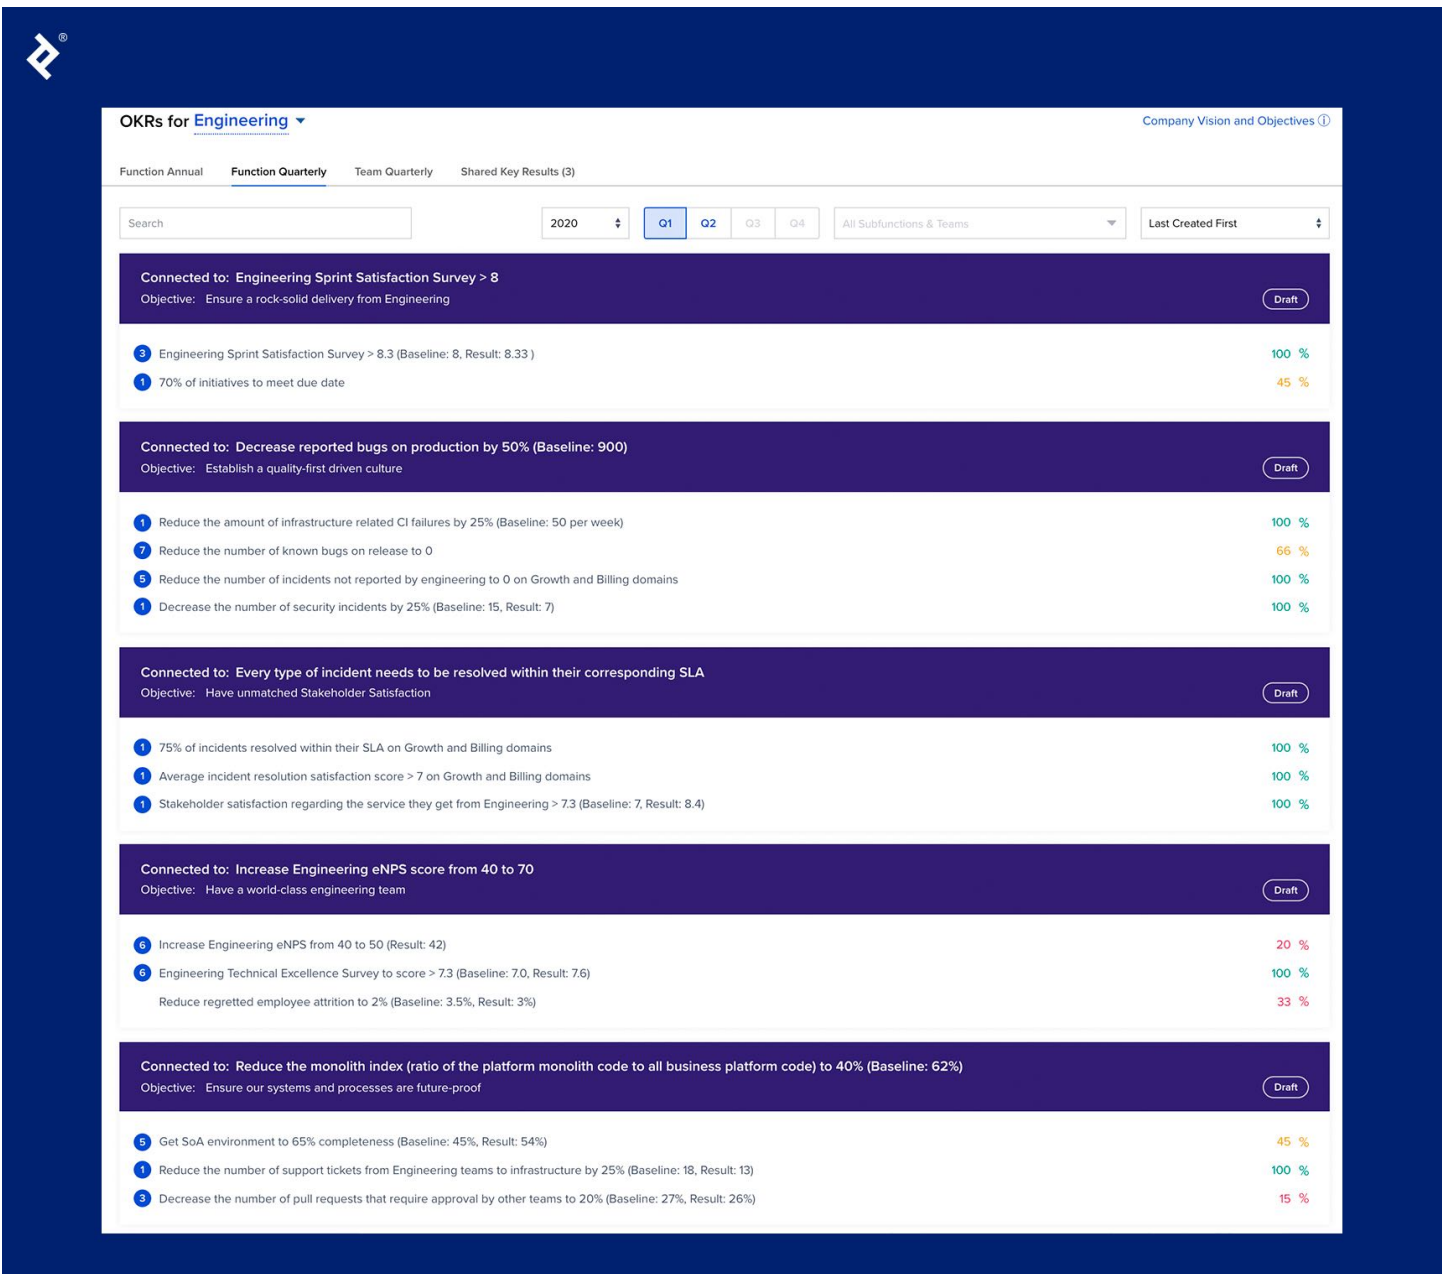 ®
OKRs for Engineering
Company Vision and Objectives ⓘ
Function Annual Function Quarterly Team Quarterly Shared Key Results (3)
Search 2020 Q1 Q2 Q3 Q4 All Subfunctions & Teams Last Created First
Connected to: Engineering Sprint Satisfaction Survey > 8
Objective: Ensure a rock-solid delivery from Engineering Draft
3 Engineering Sprint Satisfaction Survey > 8.3 (Baseline: 8, Result: 8.33 ) 100 %
1 70% of initiatives to meet due date 45 %
Connected to: Decrease reported bugs on production by 50% (Baseline: 900)
Objective: Establish a quality-first driven culture Draft
1 Reduce the amount of infrastructure related CI failures by 25% (Baseline: 50 per week) 100 %
7 Reduce the number of known bugs on release to 0 66 %
5 Reduce the number of incidents not reported by engineering to 0 on Growth and Billing domains 100 %
1 Decrease the number of security incidents by 25% (Baseline: 15, Result: 7) 100 %
Connected to: Every type of incident needs to be resolved within their corresponding SLA
Objective: Have unmatched Stakeholder Satisfaction Draft
1 75% of incidents resolved within their SLA on Growth and Billing domains 100 %
1 Average incident resolution satisfaction score > 7 on Growth and Billing domains 100 %
1 Stakeholder satisfaction regarding the service they get from Engineering > 7.3 (Baseline: 7, Result: 8.4) 100 %
Connected to: Increase Engineering eNPS score from 40 to 70
Objective: Have a world-class engineering team Draft
6 Increase Engineering eNPS from 40 to 50 (Result: 42) 20 %
6 Engineering Technical Excellence Survey to score > 7.3 (Baseline: 7.0, Result: 7.6) 100 %
Reduce regretted employee attrition to 2% (Baseline: 3.5%, Result: 3%) 33 %
Connected to: Reduce the monolith index (ratio of the platform monolith code to all business platform code) to 40% (Baseline: 62%)
Objective: Ensure our systems and processes are future-proof Draft
5 Get SoA environment to 65% completeness (Baseline: 45%, Result: 54%) 45 %
1 Reduce the number of support tickets from Engineering teams to infrastructure by 25% (Baseline: 18, Result: 13) 100 %
3 Decrease the number of pull requests that require approval by other teams to 20% (Baseline: 27%, Result: 26%) 15 %